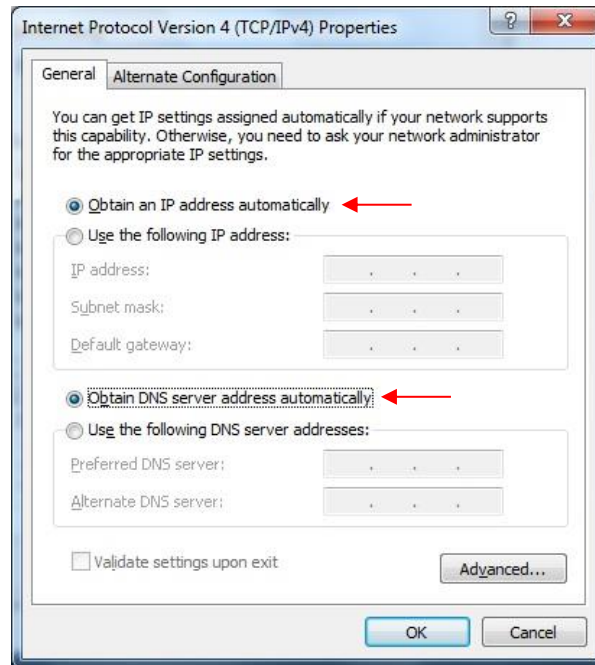 Internet Protocol Version 4 (TCP/IPv4) Properties
General
Alternate Configuration
You can get IP settings assigned automatically if your network supports
this capability. Otherwise, you need to ask your network administrator
for the appropriate IP settings.
Obtain an IP address automatically
Use the following IP address:
IP address:
Subnet mask:
Default gateway:
Obtain DNS server address automatically
Use the following DNS server addresses:
Preferred DNS server:
Alternate DNS server:
Validate settings upon exit
Advanced...
OK
Cancel